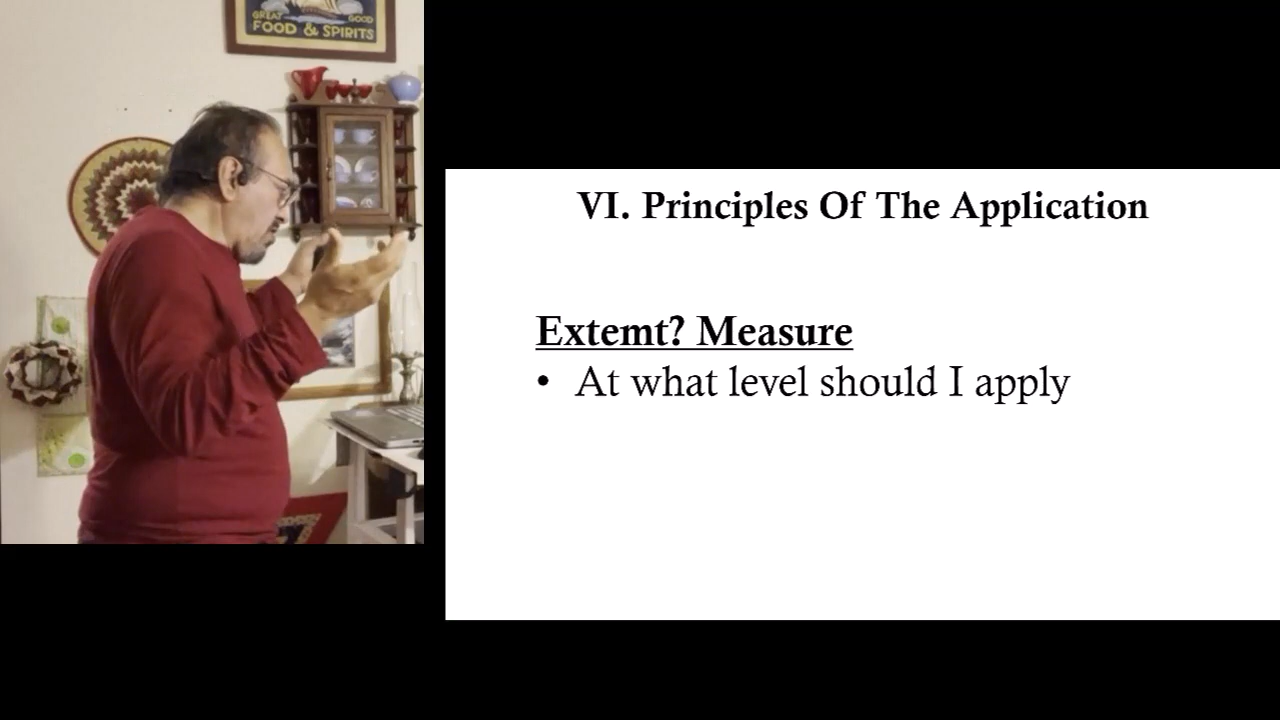 GREAT GOOD
FOOD & SPIRITS
VI. Principles Of The Application
Extemt? Measure
• At what level should I apply